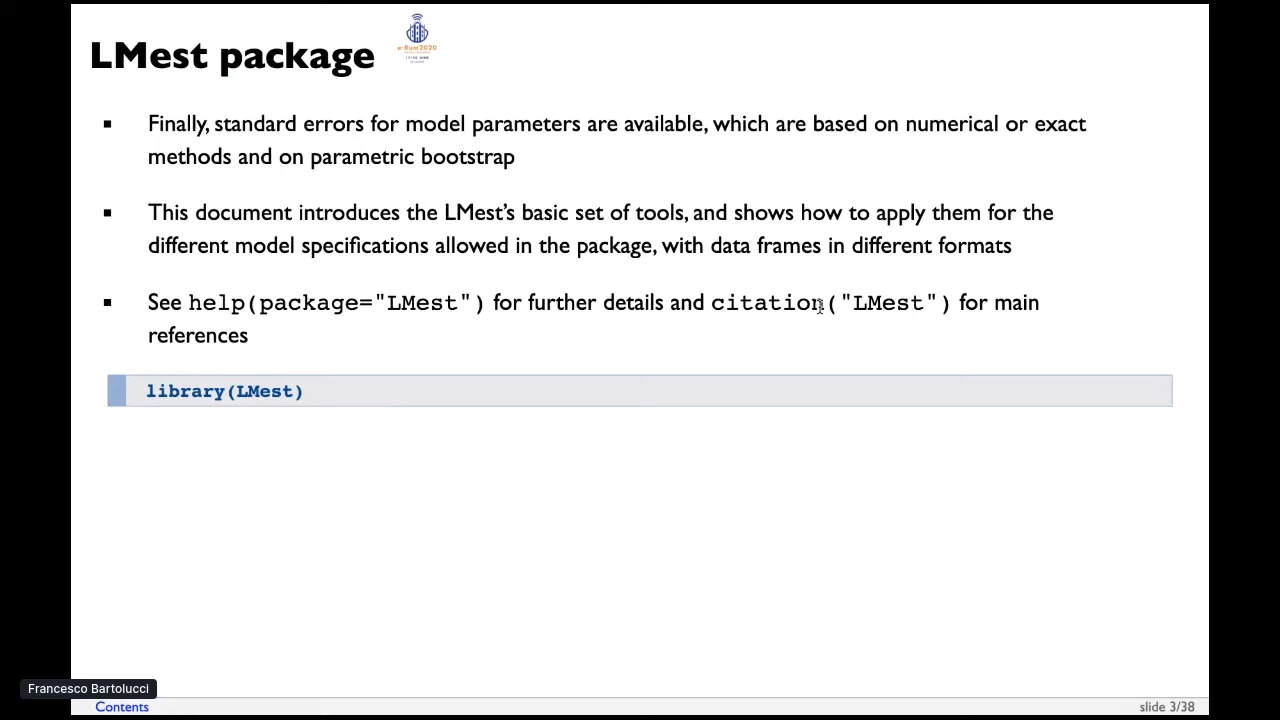 LMest package
e-Rum2020
Finally, standard errors for model parameters are available, which are based on numerical or exact
methods and on parametric bootstrap
This document introduces the LMest’s basic set of tools, and shows how to apply them for the
different model specifications allowed in the package, with data frames in different formats
See help(package="LMest") for further details and citation("LMest") for main
references
library(LMest)
Francesco Bartolucci
Contents
slide 3/38